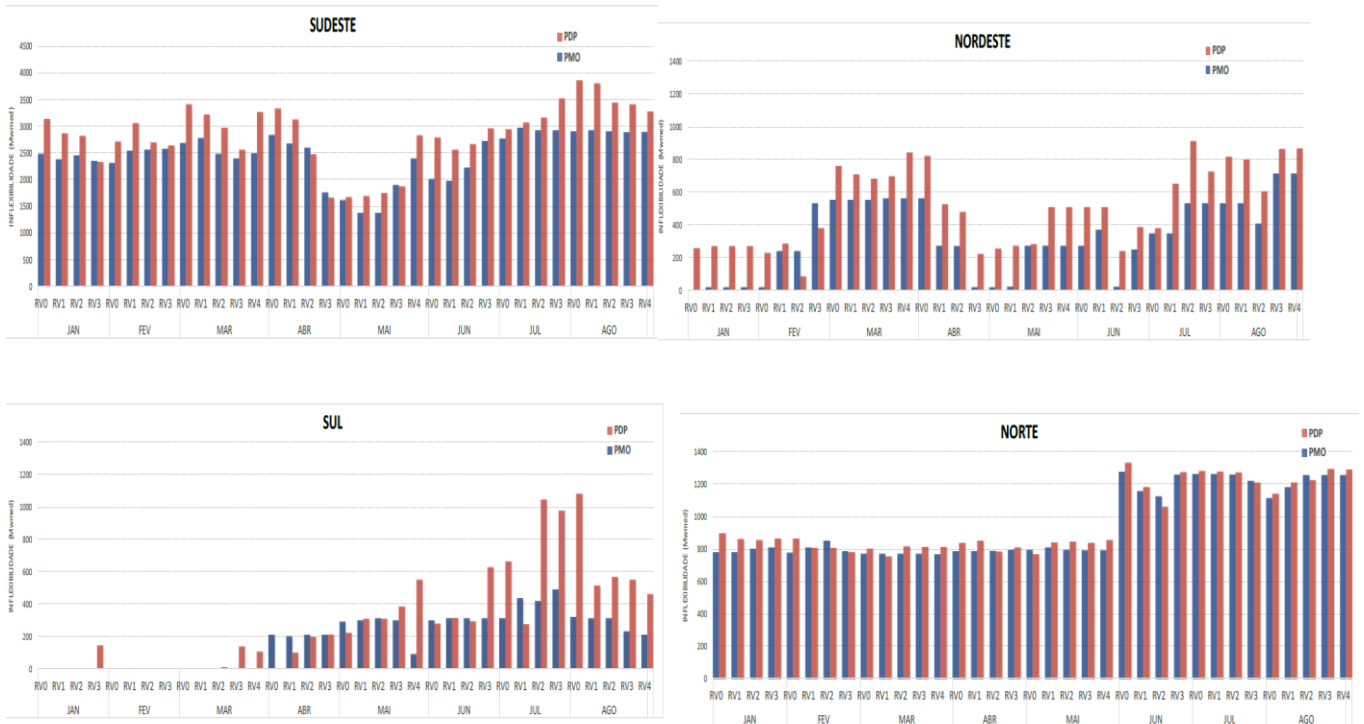 SUDESTE
PDP
PMO
INFLEXIBILIDADE (Mwmed)
4500
4000
3500
3000
2500
2000
1500
1000
500
0
RV0 RV1 RV2 RV3 RV0 RV1 RV2 RV3 RV0 RV1 RV2 RV3 RV4 RV0 RV1 RV2 RV3 RV0 RV1 RV2 RV3 RV4 RV0 RV1 RV2 RV3 RV0 RV1 RV2 RV3 RV0 RV1 RV2 RV3 RV4
JAN FEV MAR ABR MAI JUN JUL AGO
NORDESTE
PDP
PMO
INFLEXIBILIDADE (Mwmed)
1400
1200
1000
800
600
400
200
0
RV0 RV1 RV2 RV3 RV0 RV1 RV2 RV3 RV0 RV1 RV2 RV3 RV4 RV0 RV1 RV2 RV3 RV0 RV1 RV2 RV3 RV4 RV0 RV1 RV2 RV3 RV0 RV1 RV2 RV3 RV0 RV1 RV2 RV3 RV4
JAN FEV MAR ABR MAI JUN JUL AGO
SUL
PDP
PMO
INFLEXIBILIDADE (Mwmed)
1400
1200
1000
800
600
400
200
0
RV0 RV1 RV2 RV3 RV0 RV1 RV2 RV3 RV0 RV1 RV2 RV3 RV4 RV0 RV1 RV2 RV3 RV0 RV1 RV2 RV3 RV4 RV0 RV1 RV2 RV3 RV0 RV1 RV2 RV3 RV0 RV1 RV2 RV3 RV4
JAN FEV MAR ABR MAI JUN JUL AGO
NORTE
PDP
PMO
INFLEXIBILIDADE (Mwmed)
1400
1200
1000
800
600
400
200
0
RV0 RV1 RV2 RV3 RV0 RV1 RV2 RV3 RV0 RV1 RV2 RV3 RV4 RV0 RV1 RV2 RV3 RV0 RV1 RV2 RV3 RV4 RV0 RV1 RV2 RV3 RV0 RV1 RV2 RV3 RV0 RV1 RV2 RV3 RV4
JAN FEV MAR ABR MAI JUN JUL AGO